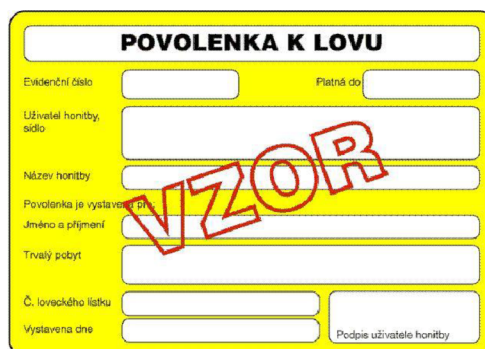 POVOLENKA K LOVU
Evidenční číslo
Platná do
Uživatel honitby,
sídlo
Název honitby
Povolenka je vystavena pro:
Jméno a příjmení
Trvalý pobyt
Č. loveckého lístku
Vystavena dne
Podpis uživatele honitby
VZOR